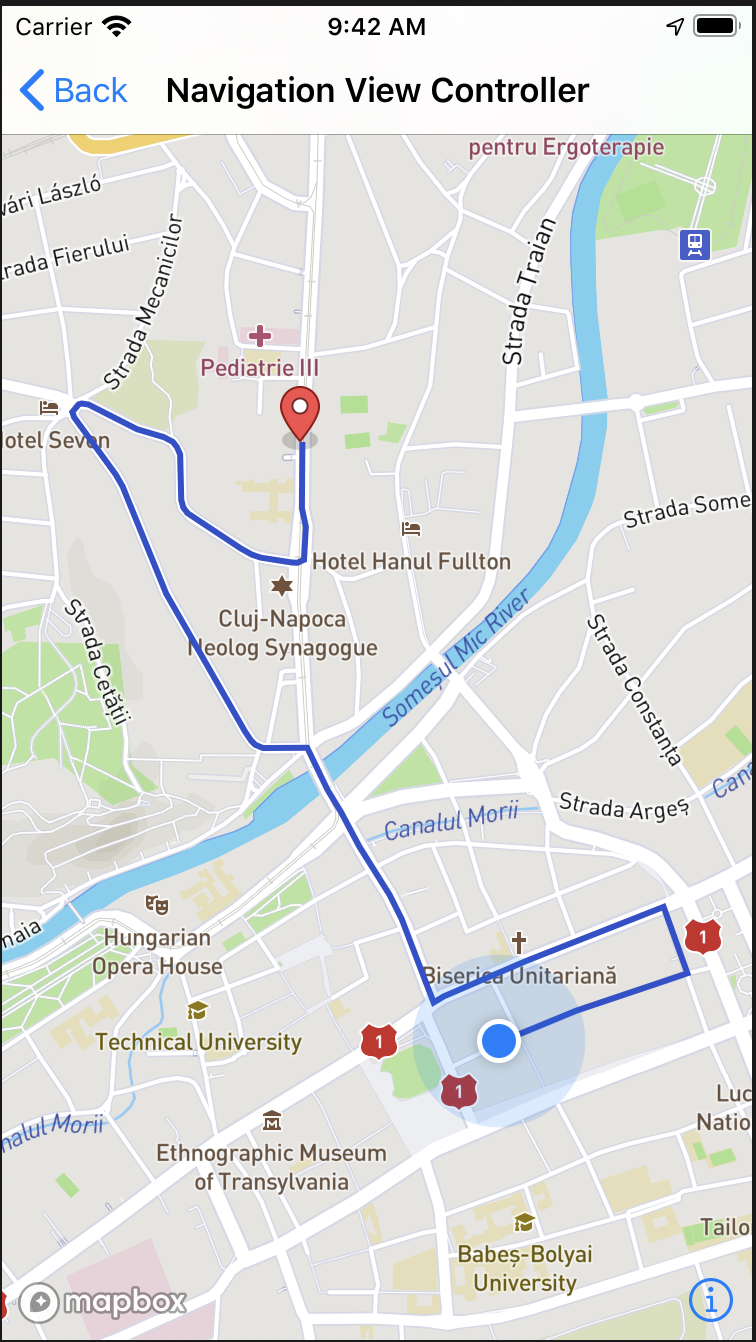 Carrier 9:42 AM
Back Navigation View Controller
pentru Ergoterapie
vári László
trada Fierului
Strada Mecanicilor
Strada Traian
Pediatrie III
Hotel Seven
Strada Some
Hotel Hanul Fullton
Cluj-Napoca
Neolog Synagogue
Strada Cetății
Someșul Mic River
Strada Constanța
Cana
Strada Argeș
Canalul Morii
naia
Hungarian
Opera House
1
Biserica Unitariană
Technical University
1
1
nalul Morii
Luc
Natio
Ethnographic Museum
of Transylvania
Tailo
Babeș-Bolyai
University
mapbox
i